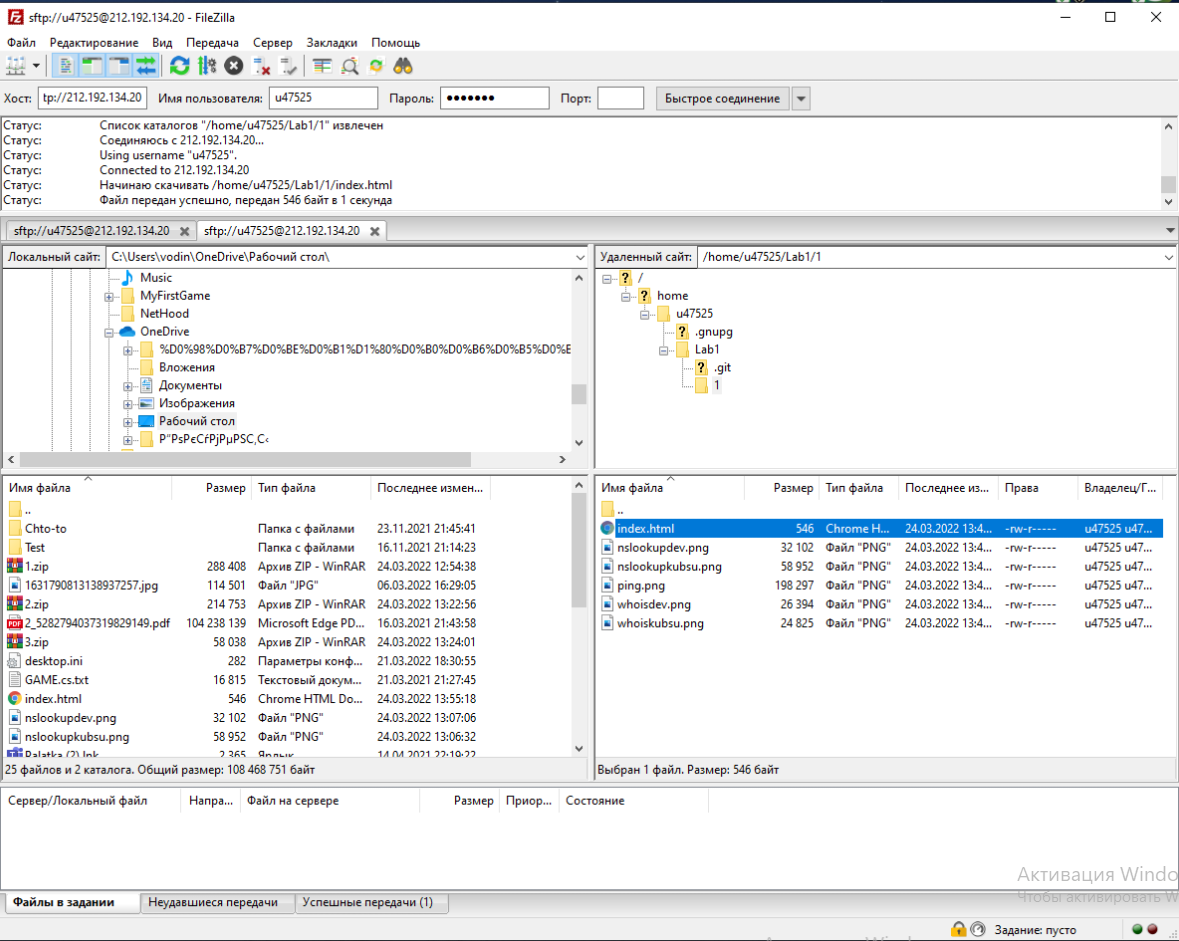 sftp://u47525@212.192.134.20 - FileZilla
Файл Редактирование Вид Передача Сервер Закладки Помощь
Хост: tp://212.192.134.20 Имя пользователя: u47525 Пароль: ●●●●●●● Порт: Быстрое соединение
Статус: Список каталогов "/home/u47525/Lab1/1" извлечен
Статус: Соединяюсь с 212.192.134.20...
Статус: Using username "u47525".
Статус: Connected to 212.192.134.20
Статус: Начинаю скачивать /home/u47525/Lab1/1/index.html
Статус: Файл передан успешно, передан 546 байт в 1 секунда
sftp://u47525@212.192.134.20 sftp://u47525@212.192.134.20
Локальный сайт: C:\Users\vodin\OneDrive\Рабочий стол\
Music
MyFirstGame
NetHood
OneDrive
%D0%98%D0%B7%D0%BE%D0%B1%D1%80%D0%B0%D0%B6%D0%B5%D0%B
Вложения
Документы
Изображения
Рабочий стол
Р"РѕРєСѓРјРµРЅС‚С‹
Удаленный сайт: /home/u47525/Lab1/1
/
home
u47525
.gnupg
Lab1
.git
1
Имя файла Размер Тип файла Последнее измен...
..
Chto-to Папка с файлами 23.11.2021 21:45:41
Test Папка с файлами 16.11.2021 21:14:23
1.zip 288 408 Архив ZIP - WinRAR 24.03.2022 12:54:38
1631790813138937257.jpg 114 501 Файл "JPG" 06.03.2022 16:29:05
2.zip 214 753 Архив ZIP - WinRAR 24.03.2022 13:22:56
2_5282794037319829149.pdf 104 238 139 Microsoft Edge PD... 16.03.2021 21:43:58
3.zip 58 038 Архив ZIP - WinRAR 24.03.2022 13:24:01
desktop.ini 282 Параметры конф... 21.03.2022 18:30:55
GAME.cs.txt 16 815 Текстовый докум... 21.03.2021 21:27:45
index.html 546 Chrome HTML Do... 24.03.2022 13:55:18
nslookupdev.png 32 102 Файл "PNG" 24.03.2022 13:07:06
nslookupkubsu.png 58 952 Файл "PNG" 24.03.2022 13:06:32
Palatka (2).lnk 2 365 Ярлык 14.04.2021 22:19:22
25 файлов и 2 каталога. Общий размер: 108 468 751 байт
Имя файла Размер Тип файла Последнее из... Права Владелец/Г...
..
index.html 546 Chrome H... 24.03.2022 13:4... -rw-r----- u47525 u47...
nslookupdev.png 32 102 Файл "PNG" 24.03.2022 13:4... -rw-r----- u47525 u47...
nslookupkubsu.png 58 952 Файл "PNG" 24.03.2022 13:4... -rw-r----- u47525 u47...
ping.png 198 297 Файл "PNG" 24.03.2022 13:4... -rw-r----- u47525 u47...
whoisdev.png 26 394 Файл "PNG" 24.03.2022 13:4... -rw-r----- u47525 u47...
whoiskubsu.png 24 825 Файл "PNG" 24.03.2022 13:4... -rw-r----- u47525 u47...
Выбран 1 файл. Размер: 546 байт
Сервер/Локальный файл Напра... Файл на сервере Размер Приор... Состояние
Активация Windo
Чтобы активировать W
Файлы в задании Неудавшиеся передачи Успешные передачи (1)
Задание: пусто